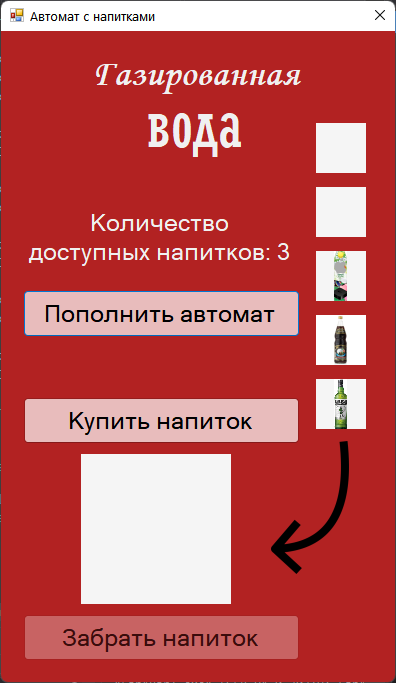 Автомат с напитками
Газированная
вода
Количество
доступных напитков: 3
Пополнить автомат
Купить напиток
Забрать напиток